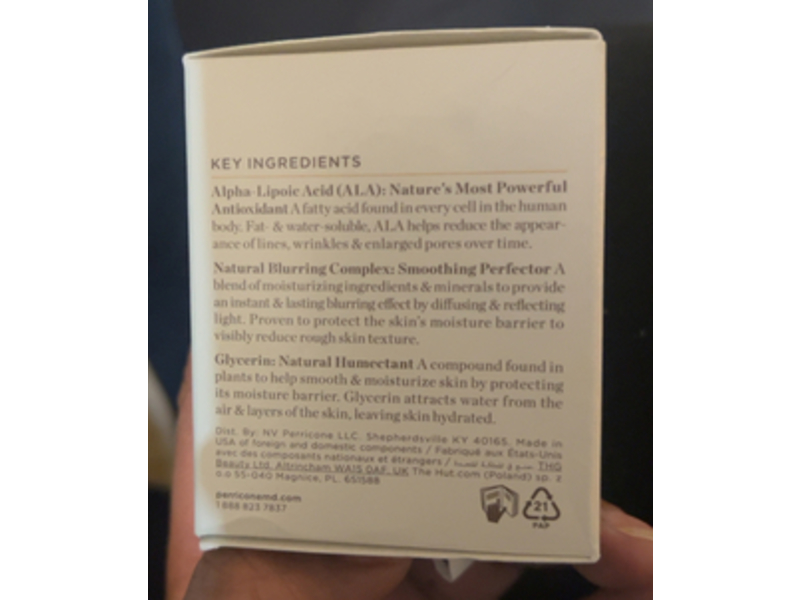 KEY INGREDIENTS
Alpha-Lipoic Acid (ALA): Nature's Most Powerful
Antioxidant A fatty acid found in every cell in the human
body. Fat- & water-soluble, ALA helps reduce the appear-
ance of lines, wrinkles & enlarged pores over time.
Natural Blurring Complex: Smoothing Perfector A
blend of moisturizing ingredients & minerals to provide
an instant & lasting blurring effect by diffusing & reflecting
light. Proven to protect the skin's moisture barrier to
visibly reduce rough skin texture.
Glycerin: Natural Humectant A compound found in
plants to help smooth & moisturize skin by protecting
its moisture barrier. Glycerin attracts water from the
air & layers of the skin, leaving skin hydrated.
Dist. By: NV Perricone LLC. Shepherdsville KY 40165. Made in
USA of foreign and domestic components / Fabriqué aux États-Unis
avec des composants nationaux et étrangers / THG
Beauty Ltd, Altrincham WA15 0AF, UK The Hut.com (Poland) sp. z
o.o 55-040 Magnice, PL. 651588
perriconemd.com
1 888 823 7837
21
PAP